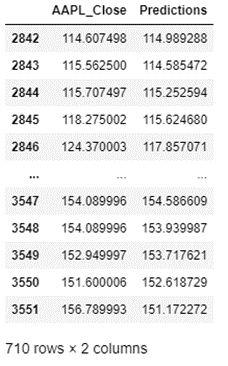 AAPL_Close Predictions
2842 114.607498 114.989288
2843 115.562500 114.585472
2844 115.707497 115.252594
2845 118.275002 115.624680
2846 124.370003 117.857071
... ... ...
3547 154.089996 154.586609
3548 154.089996 153.939987
3549 152.949997 153.717621
3550 151.600006 152.618729
3551 156.789993 151.172272
710 rows × 2 columns